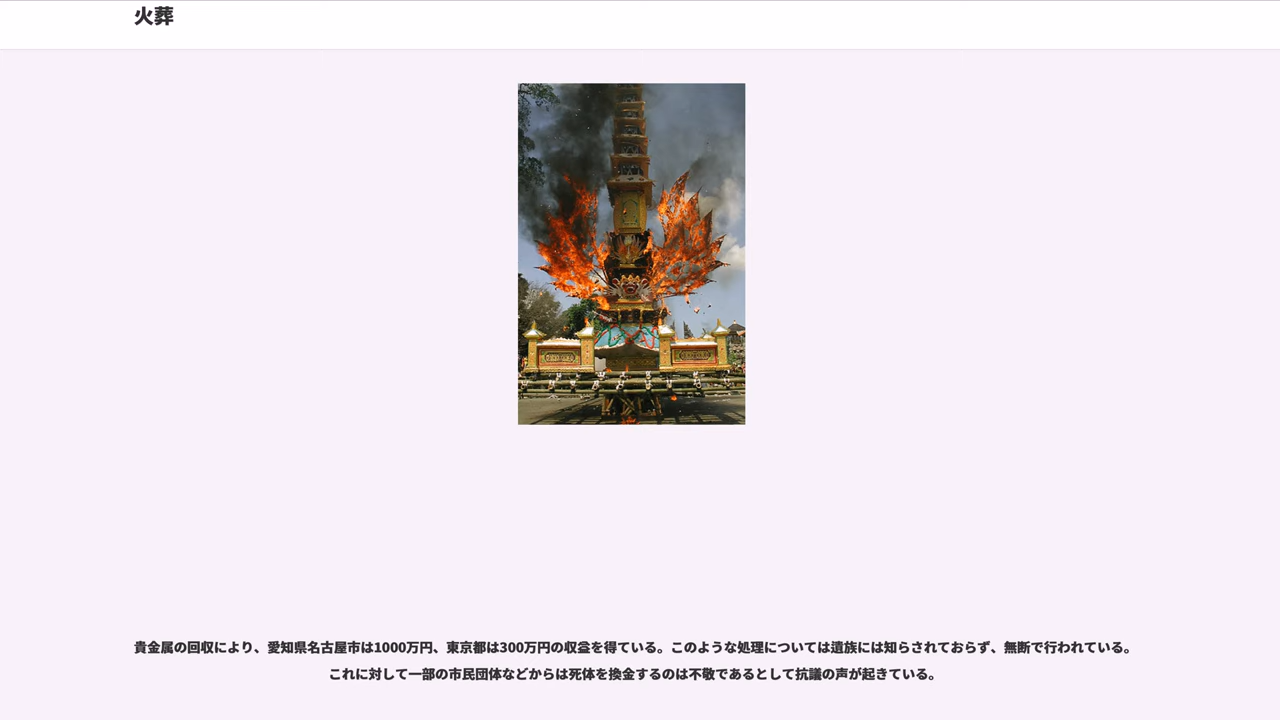 火葬
貴金属の回収により、愛知県名古屋市は1000万円、東京都は300万円の収益を得ている。このような処理については遺族には知らされておらず、無断で行われている。
これに対して一部の市民団体などからは死体を換金するのは不敬であるとして抗議の声が起きている。